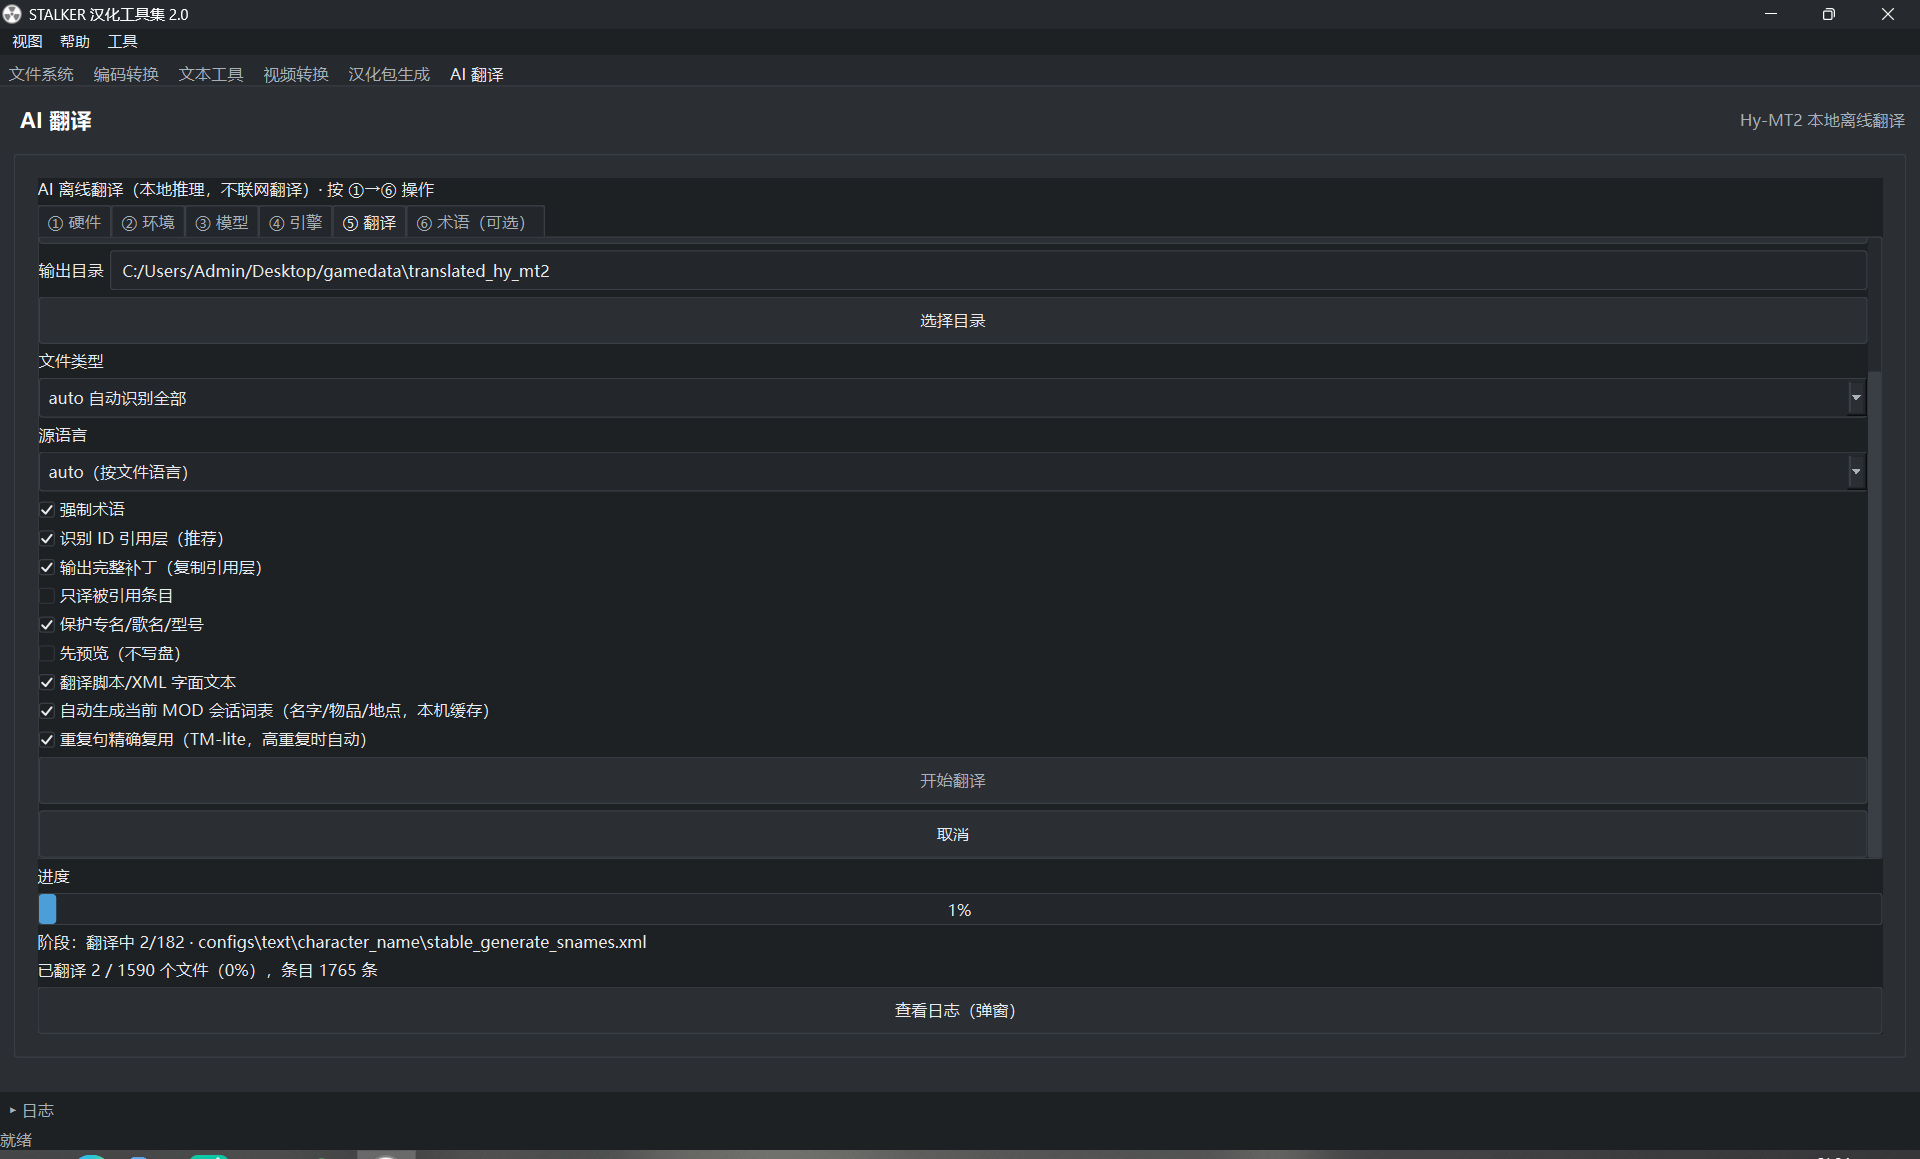 STALKER 汉化工具集 2.0
视图 帮助 工具
文件系统 编码转换 文本工具 视频转换 汉化包生成 AI 翻译
AI 翻译
Hy-MT2 本地离线翻译
AI 离线翻译（本地推理，不联网翻译）· 按 ①→⑥ 操作
① 硬件 ② 环境 ③ 模型 ④ 引擎 ⑤ 翻译 ⑥ 术语（可选）
输出目录 C:/Users/Admin/Desktop/gamedata\translated_hy_mt2
选择目录
文件类型
auto 自动识别全部
源语言
auto（按文件语言）
强制术语
识别 ID 引用层（推荐）
输出完整补丁（复制引用层）
只译被引用条目
保护专名/歌名/型号
先预览（不写盘）
翻译脚本/XML 字面文本
自动生成当前 MOD 会话词表（名字/物品/地点，本机缓存）
重复句精确复用（TM-lite，高重复时自动）
开始翻译
取消
进度
1%
阶段：翻译中 2/182 · configs\text\character_name\stable_generate_snames.xml
已翻译 2 / 1590 个文件（0%），条目 1765 条
查看日志（弹窗）
日志
就绪